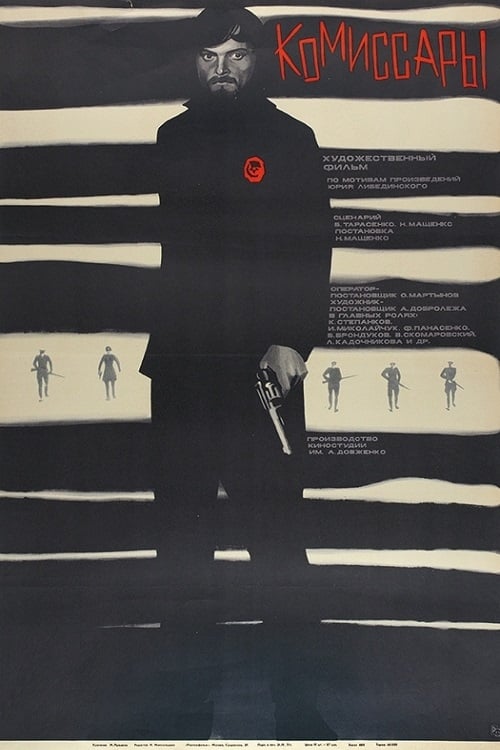 КОМИССАРЫ
ХУДОЖЕСТВЕННЫЙ
ФИЛЬМ
ПО МОТИВАМ ПРОИЗВЕДЕНИЙ
ЮРИЯ ЛИБЕДИНСКОГО
СЦЕНАРИЙ
Б. ТАРАСЕНКО, Н. МАЩЕНКО
ПОСТАНОВКА
Н. МАЩЕНКО
ОПЕРАТОР-
ПОСТАНОВЩИК О. МАРТЫНОВ
ХУДОЖНИК-
ПОСТАНОВЩИК А. ДОБРОЛЕЖА
В ГЛАВНЫХ РОЛЯХ:
К. СТЕПАНКОВ,
И. МИКОЛАЙЧУК, Ф. ПАНАСЕНКО,
Б. БРОНДУКОВ, В. СКОМАРОВСКИЙ,
Л. КАДОЧНИКОВА И ДР.
ПРОИЗВОДСТВО
КИНОСТУДИИ
ИМ. А. ДОВЖЕНКО